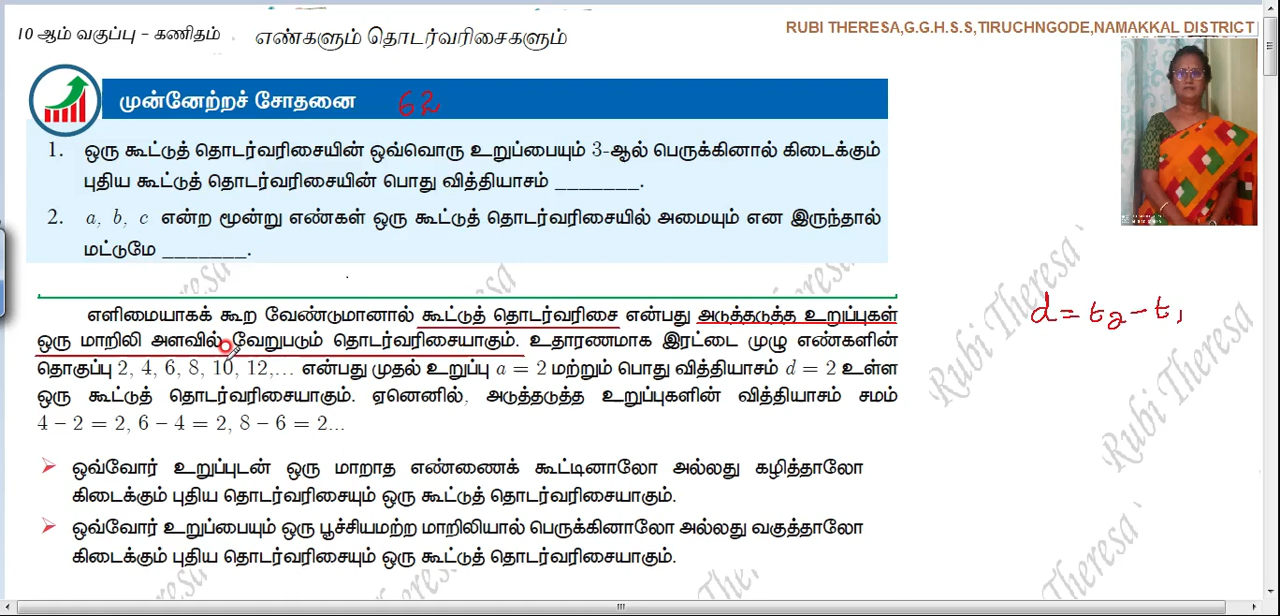 10 ஆம் வகுப்பு – கணிதம்
எண்களும் தொடர்வரிசைகளும்
RUBI THERESA,G.G.H.S.S,TIRUCHNGODE,NAMAKKAL DISTRICT
முன்னேற்றச் சோதனை 62
1. ஒரு கூட்டுத் தொடர்வரிசையின் ஒவ்வொரு உறுப்பையும் 3-ஆல் பெருக்கினால் கிடைக்கும்
புதிய கூட்டுத் தொடர்வரிசையின் பொது வித்தியாசம் _______.
2. a, b, c என்ற மூன்று எண்கள் ஒரு கூட்டுத் தொடர்வரிசையில் அமையும் என இருந்தால்
மட்டுமே _______.
எளிமையாகக் கூற வேண்டுமானால் கூட்டுத் தொடர்வரிசை என்பது அடுத்தடுத்த உறுப்புகள்
ஒரு மாறிலி அளவில் வேறுபடும் தொடர்வரிசையாகும். உதாரணமாக இரட்டை முழு எண்களின்
தொகுப்பு 2, 4, 6, 8, 10, 12,... என்பது முதல் உறுப்பு a = 2 மற்றும் பொது வித்தியாசம் d = 2 உள்ள
ஒரு கூட்டுத் தொடர்வரிசையாகும். ஏனெனில், அடுத்தடுத்த உறுப்புகளின் வித்தியாசம் சமம்
4 − 2 = 2, 6 − 4 = 2, 8 − 6 = 2...
d = t₂ − t₁
➢ ஒவ்வோர் உறுப்புடன் ஒரு மாறாத எண்ணைக் கூட்டினாலோ அல்லது கழித்தாலோ
கிடைக்கும் புதிய தொடர்வரிசையும் ஒரு கூட்டுத் தொடர்வரிசையாகும்.
➢ ஒவ்வோர் உறுப்பையும் ஒரு பூச்சியமற்ற மாறிலியால் பெருக்கினாலோ அல்லது வகுத்தாலோ
கிடைக்கும் புதிய தொடர்வரிசையும் ஒரு கூட்டுத் தொடர்வரிசையாகும்.
Rubi Theresa
Rubi Theresa